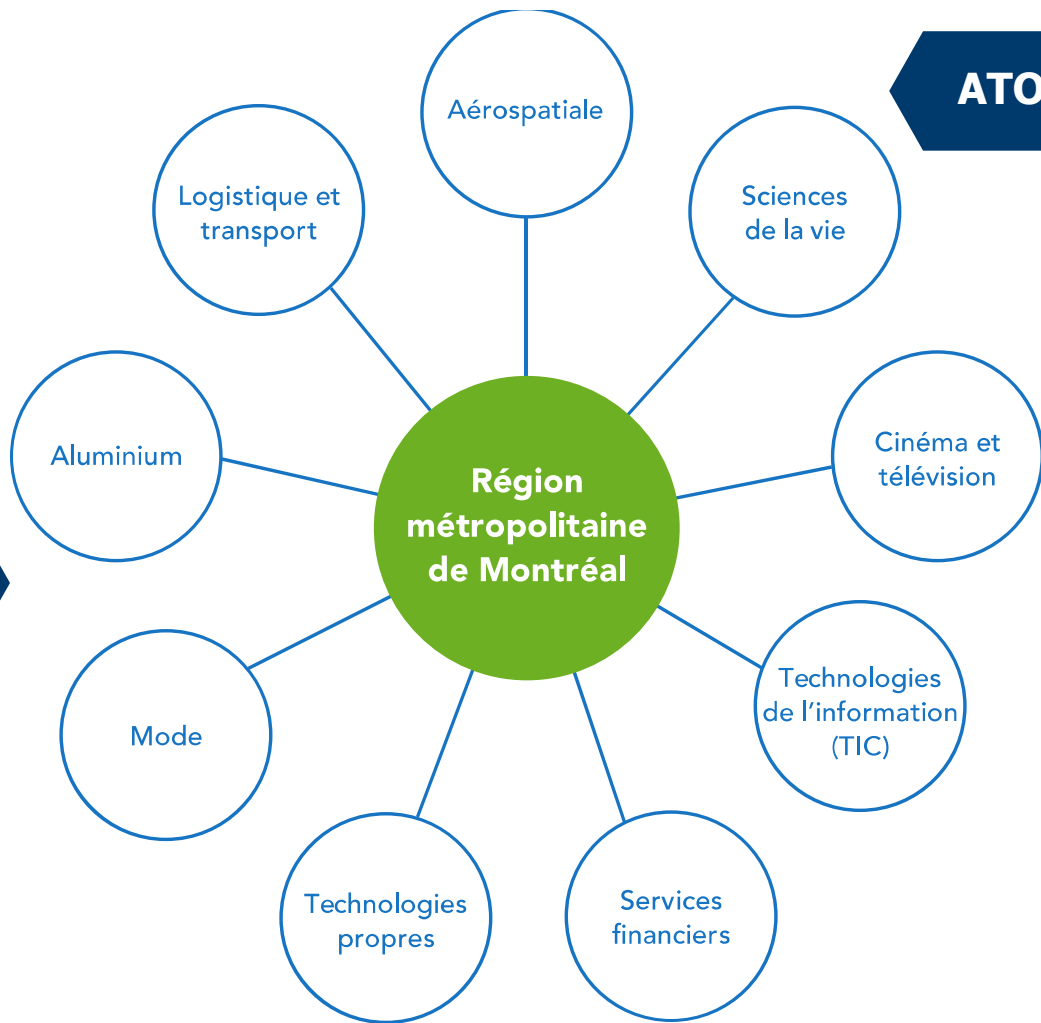 Aérospatiale
ATO
Logistique et
transport
Sciences
de la vie
Aluminium
Cinéma et
télévision
Région
métropolitaine
de Montréal
Mode
Technologies
de l'information
(TIC)
Technologies
propres
Services
financiers